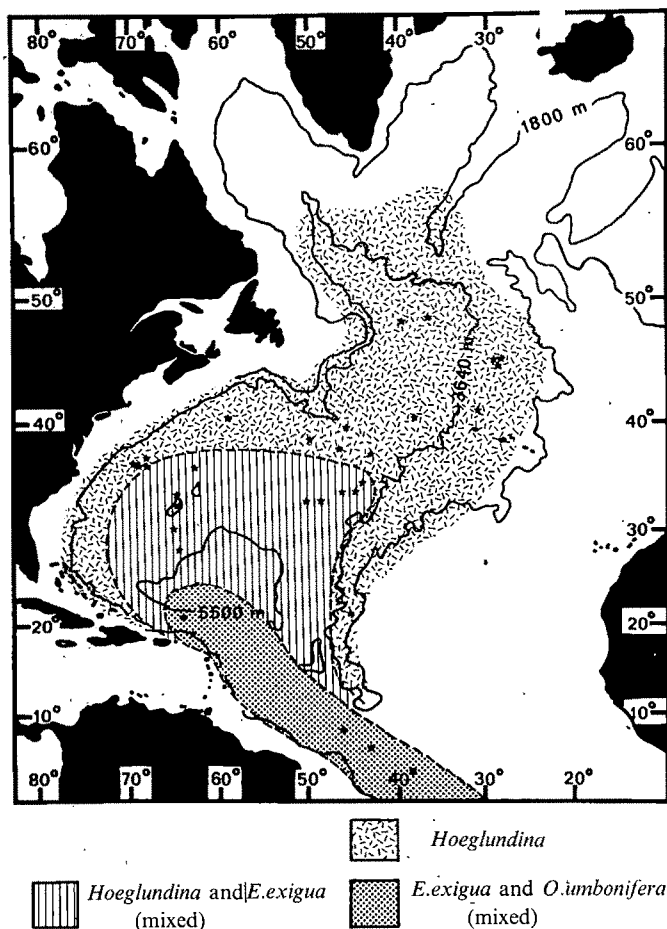 80° 70° 60° 50° 40° 30°
1800 m
60° 60°
50° 50°
3640 m
40° 40°
30° 30°
5500 m
20° 20°
10° 10°
80° 70° 60° 50° 40° 30° 20°
Hoeglundina
Hoeglundina and E.exigua
(mixed)
E.exigua and O.umbonifera
(mixed)